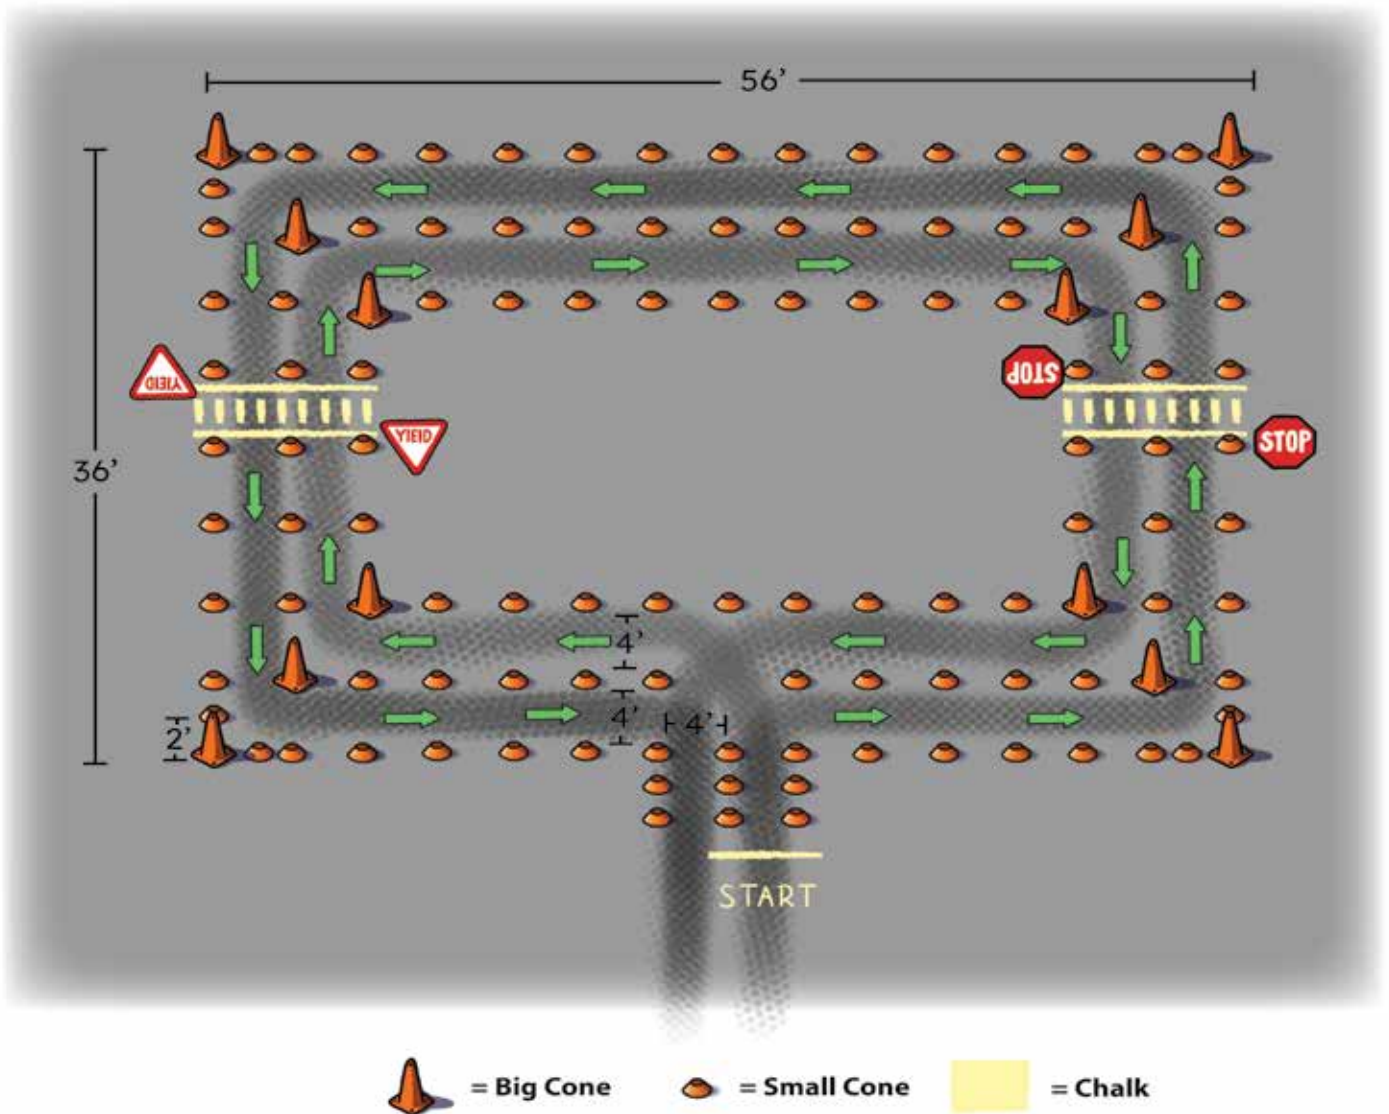 56’
YIELD
STOP
YIELD
STOP
36’
4’
4’
4’
2’
START
= Big Cone
= Small Cone
= Chalk